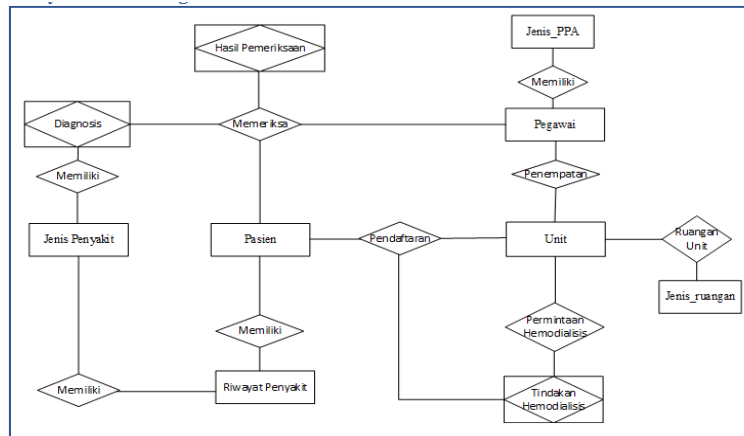 Hasil Pemeriksaan
Jenis_PPA
Memiliki
Diagnosis
Memeriksa
Pegawai
Memiliki
Penempatan
Jenis Penyakit
Pasien
Pendaftaran
Unit
Ruangan
Unit
Jenis_ruangan
Memiliki
Permintaan
Hemodialisis
Memiliki
Riwayat Penyakit
Tindakan
Hemodialisis